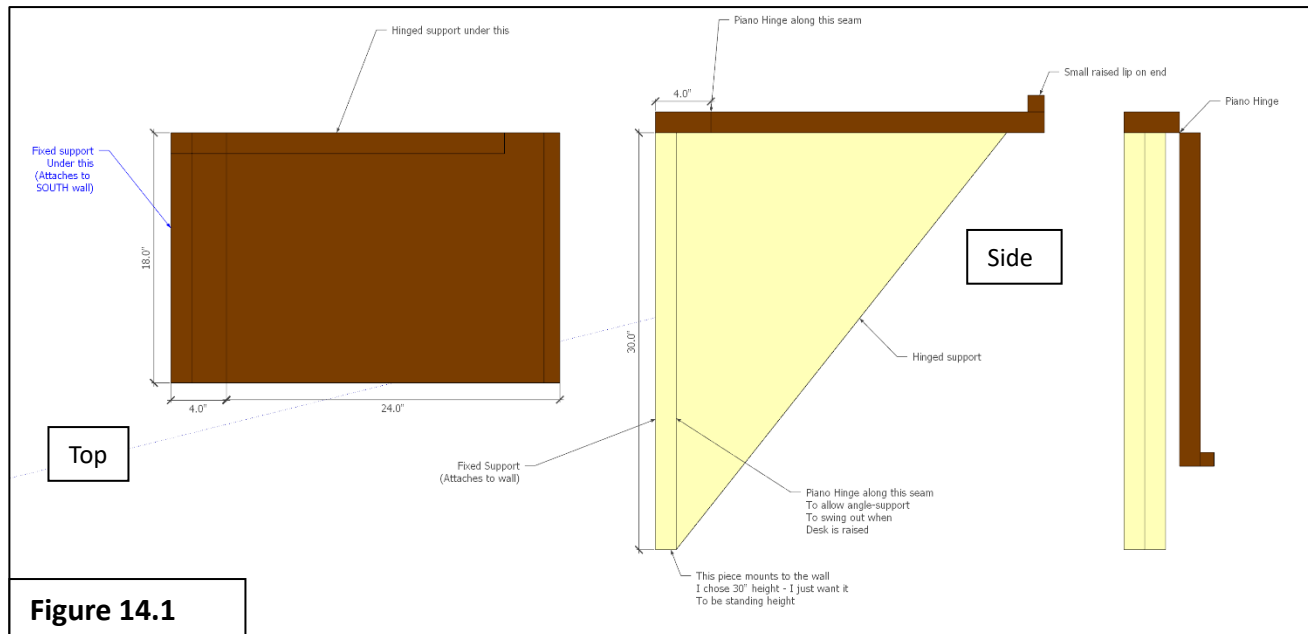 Hinged support under this
Fixed support
Under this
(Attaches to
SOUTH wall)
18.0"
4.0"
24.0"
Top
Figure 14.1
Piano Hinge along this seam
4.0"
Small raised lip on end
30.0"
Side
Hinged support
Fixed Support
(Attaches to wall)
Piano Hinge along this seam
To allow angle-support
To swing out when
Desk is raised
This piece mounts to the wall
I chose 30" height - I just want it
To be standing height
Piano Hinge